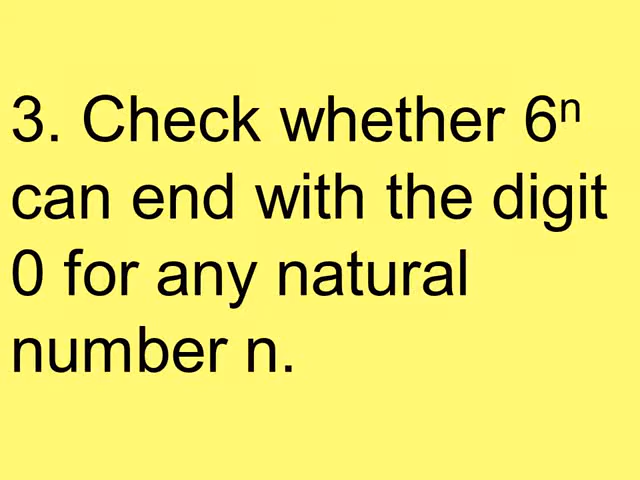 3. Check whether 6ⁿ
can end with the digit
0 for any natural
number n.